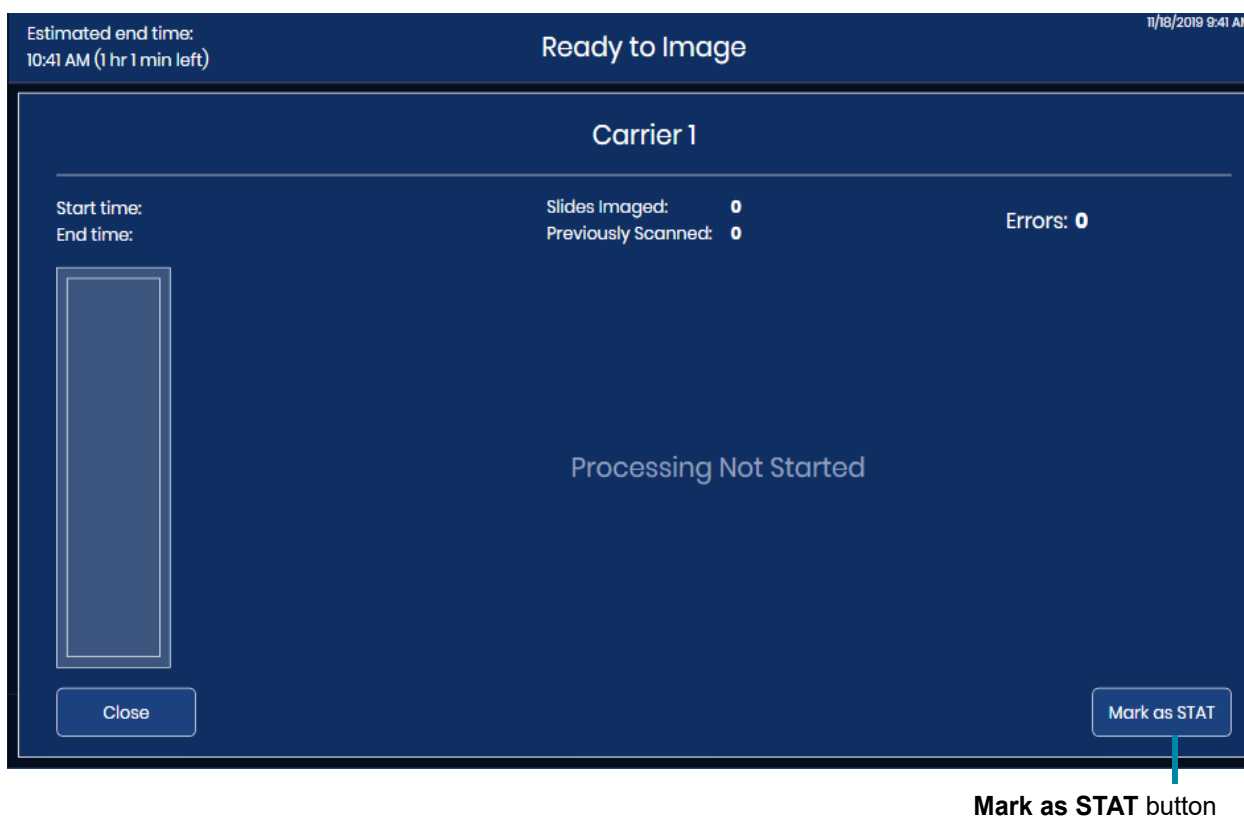 Estimated end time:
10:41 AM (1 hr 1 min left)
Ready to Image
11/18/2019 9:41 AM
Carrier 1
Start time:
End time:
Slides Imaged: 0
Previously Scanned: 0
Errors: 0
Processing Not Started
Close
Mark as STAT
Mark as STAT button